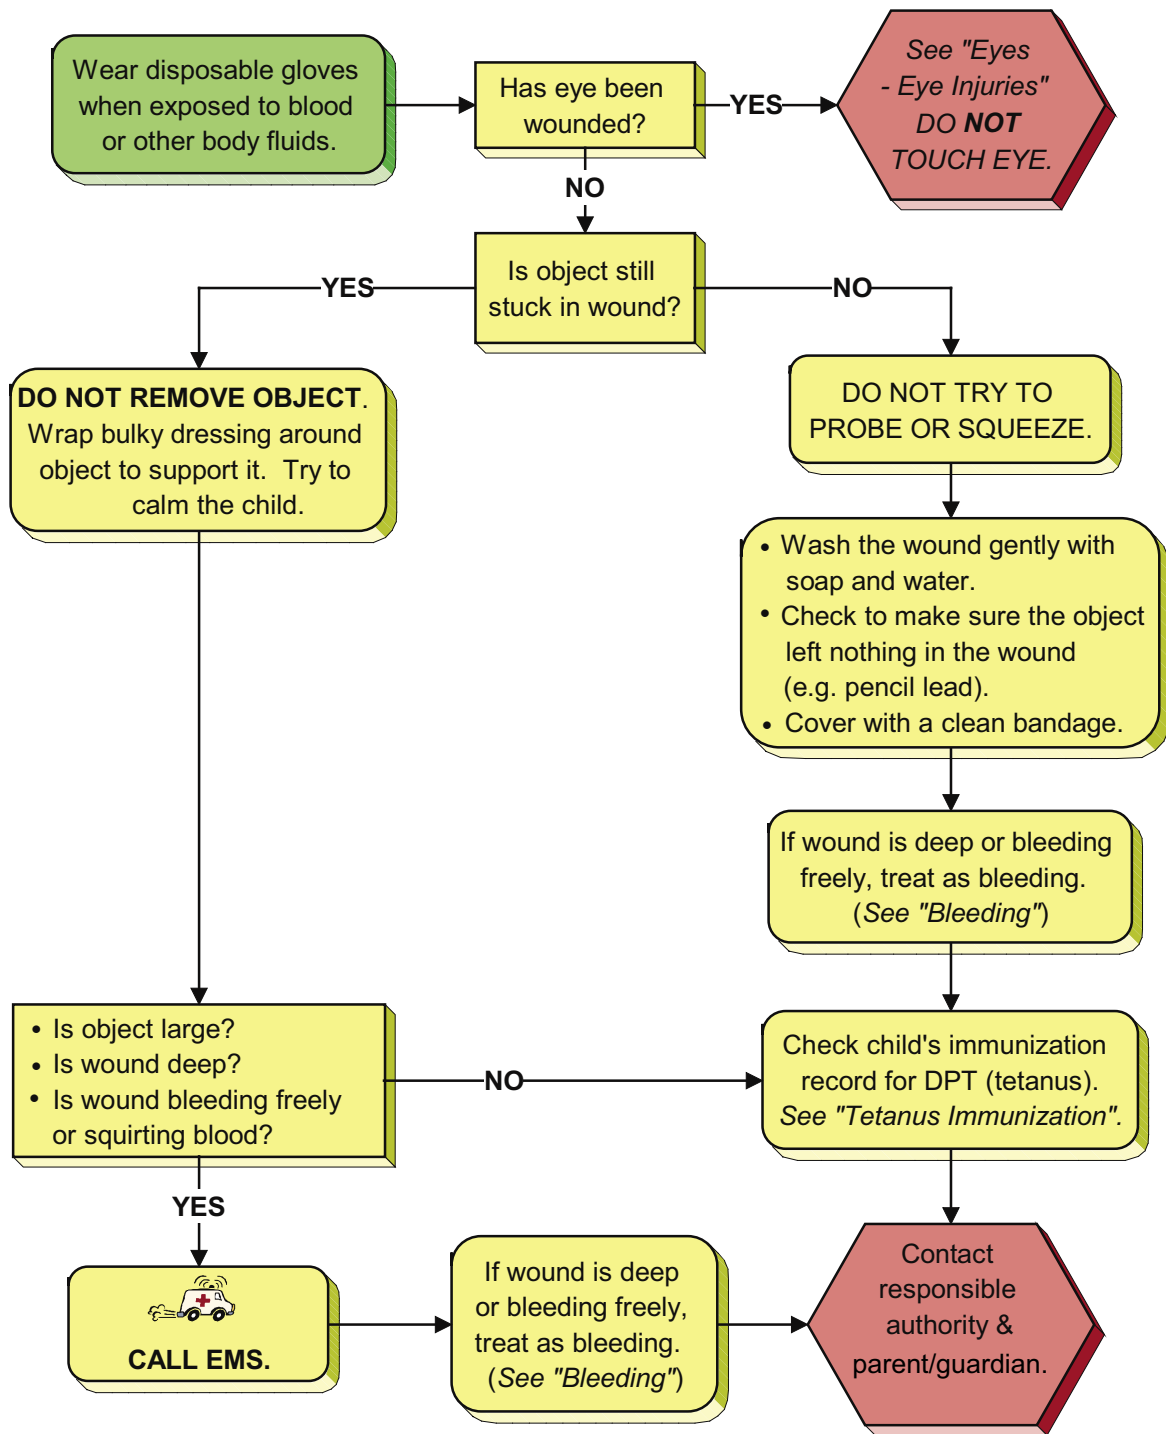 Wear disposable gloves
when exposed to blood
or other body fluids.
Has eye been
wounded?
YES
See "Eyes
- Eye Injuries"
DO NOT
TOUCH EYE.
NO
Is object still
stuck in wound?
YES
NO
DO NOT REMOVE OBJECT.
Wrap bulky dressing around
object to support it. Try to
calm the child.
DO NOT TRY TO
PROBE OR SQUEEZE.
• Wash the wound gently with
soap and water.
• Check to make sure the object
left nothing in the wound
(e.g. pencil lead).
• Cover with a clean bandage.
If wound is deep or bleeding
freely, treat as bleeding.
(See "Bleeding")
• Is object large?
• Is wound deep?
• Is wound bleeding freely
or squirting blood?
NO
Check child's immunization
record for DPT (tetanus).
See "Tetanus Immunization".
YES
CALL EMS.
If wound is deep
or bleeding freely,
treat as bleeding.
(See "Bleeding")
Contact
responsible
authority &
parent/guardian.